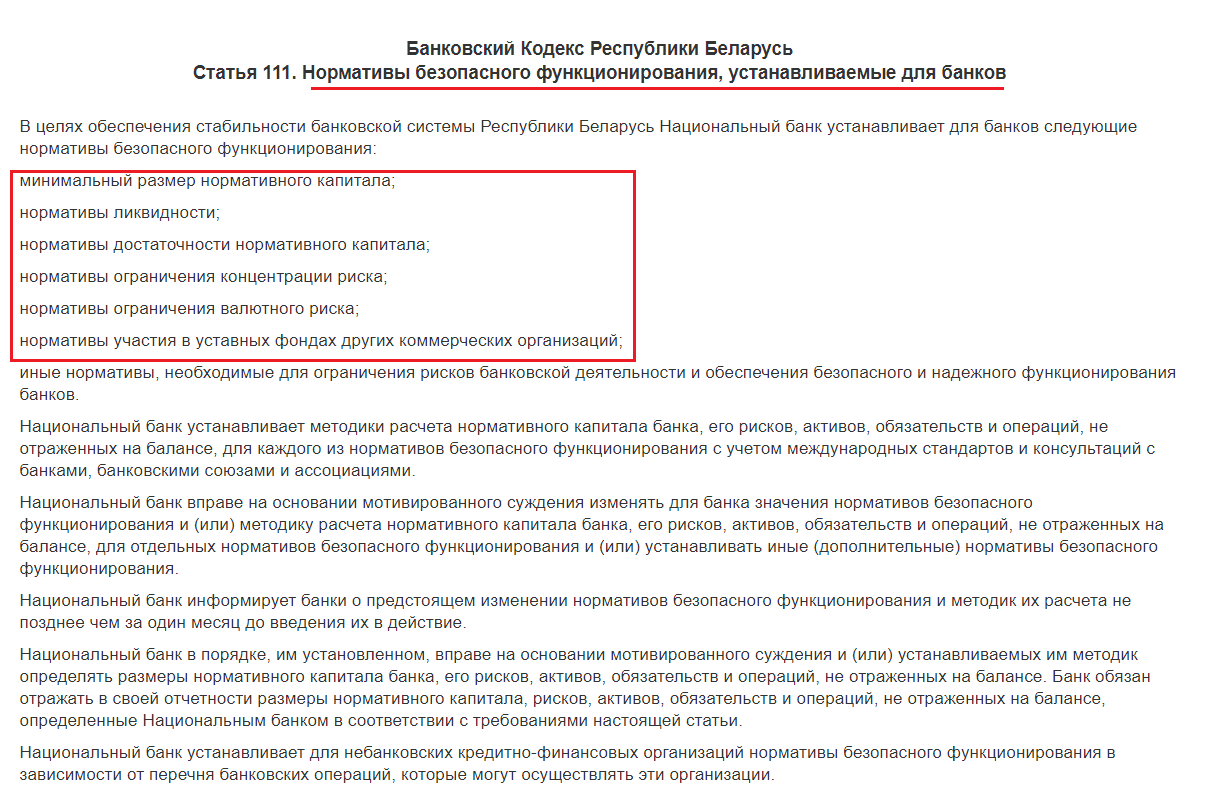 Банковский Кодекс Республики Беларусь
Статья 111. Нормативы безопасного функционирования, устанавливаемые для банков
В целях обеспечения стабильности банковской системы Республики Беларусь Национальный банк устанавливает для банков следующие
нормативы безопасного функционирования:
минимальный размер нормативного капитала;
нормативы ликвидности;
нормативы достаточности нормативного капитала;
нормативы ограничения концентрации риска;
нормативы ограничения валютного риска;
нормативы участия в уставных фондах других коммерческих организаций;
иные нормативы, необходимые для ограничения рисков банковской деятельности и обеспечения безопасного и надежного функционирования
банков.
Национальный банк устанавливает методики расчета нормативного капитала банка, его рисков, активов, обязательств и операций, не
отраженных на балансе, для каждого из нормативов безопасного функционирования с учетом международных стандартов и консультаций с
банками, банковскими союзами и ассоциациями.
Национальный банк вправе на основании мотивированного суждения изменять для банка значения нормативов безопасного
функционирования и (или) методику расчета нормативного капитала банка, его рисков, активов, обязательств и операций, не отраженных на
балансе, для отдельных нормативов безопасного функционирования и (или) устанавливать иные (дополнительные) нормативы безопасного
функционирования.
Национальный банк информирует банки о предстоящем изменении нормативов безопасного функционирования и методик их расчета не
позднее чем за один месяц до введения их в действие.
Национальный банк в порядке, им установленном, вправе на основании мотивированного суждения и (или) устанавливаемых им методик
определять размеры нормативного капитала банка, его рисков, активов, обязательств и операций, не отраженных на балансе. Банк обязан
отражать в своей отчетности размеры нормативного капитала, рисков, активов, обязательств и операций, не отраженных на балансе,
определенные Национальным банком в соответствии с требованиями настоящей статьи.
Национальный банк устанавливает для небанковских кредитно-финансовых организаций нормативы безопасного функционирования в
зависимости от перечня банковских операций, которые могут осуществлять эти организации.